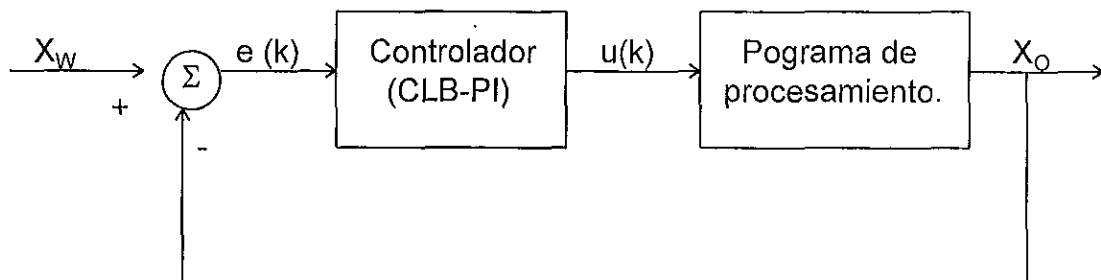 X_W
+
-
Σ
e (k)
Controlador
(CLB-PI)
u(k)
Pograma de
procesamiento.
X_O